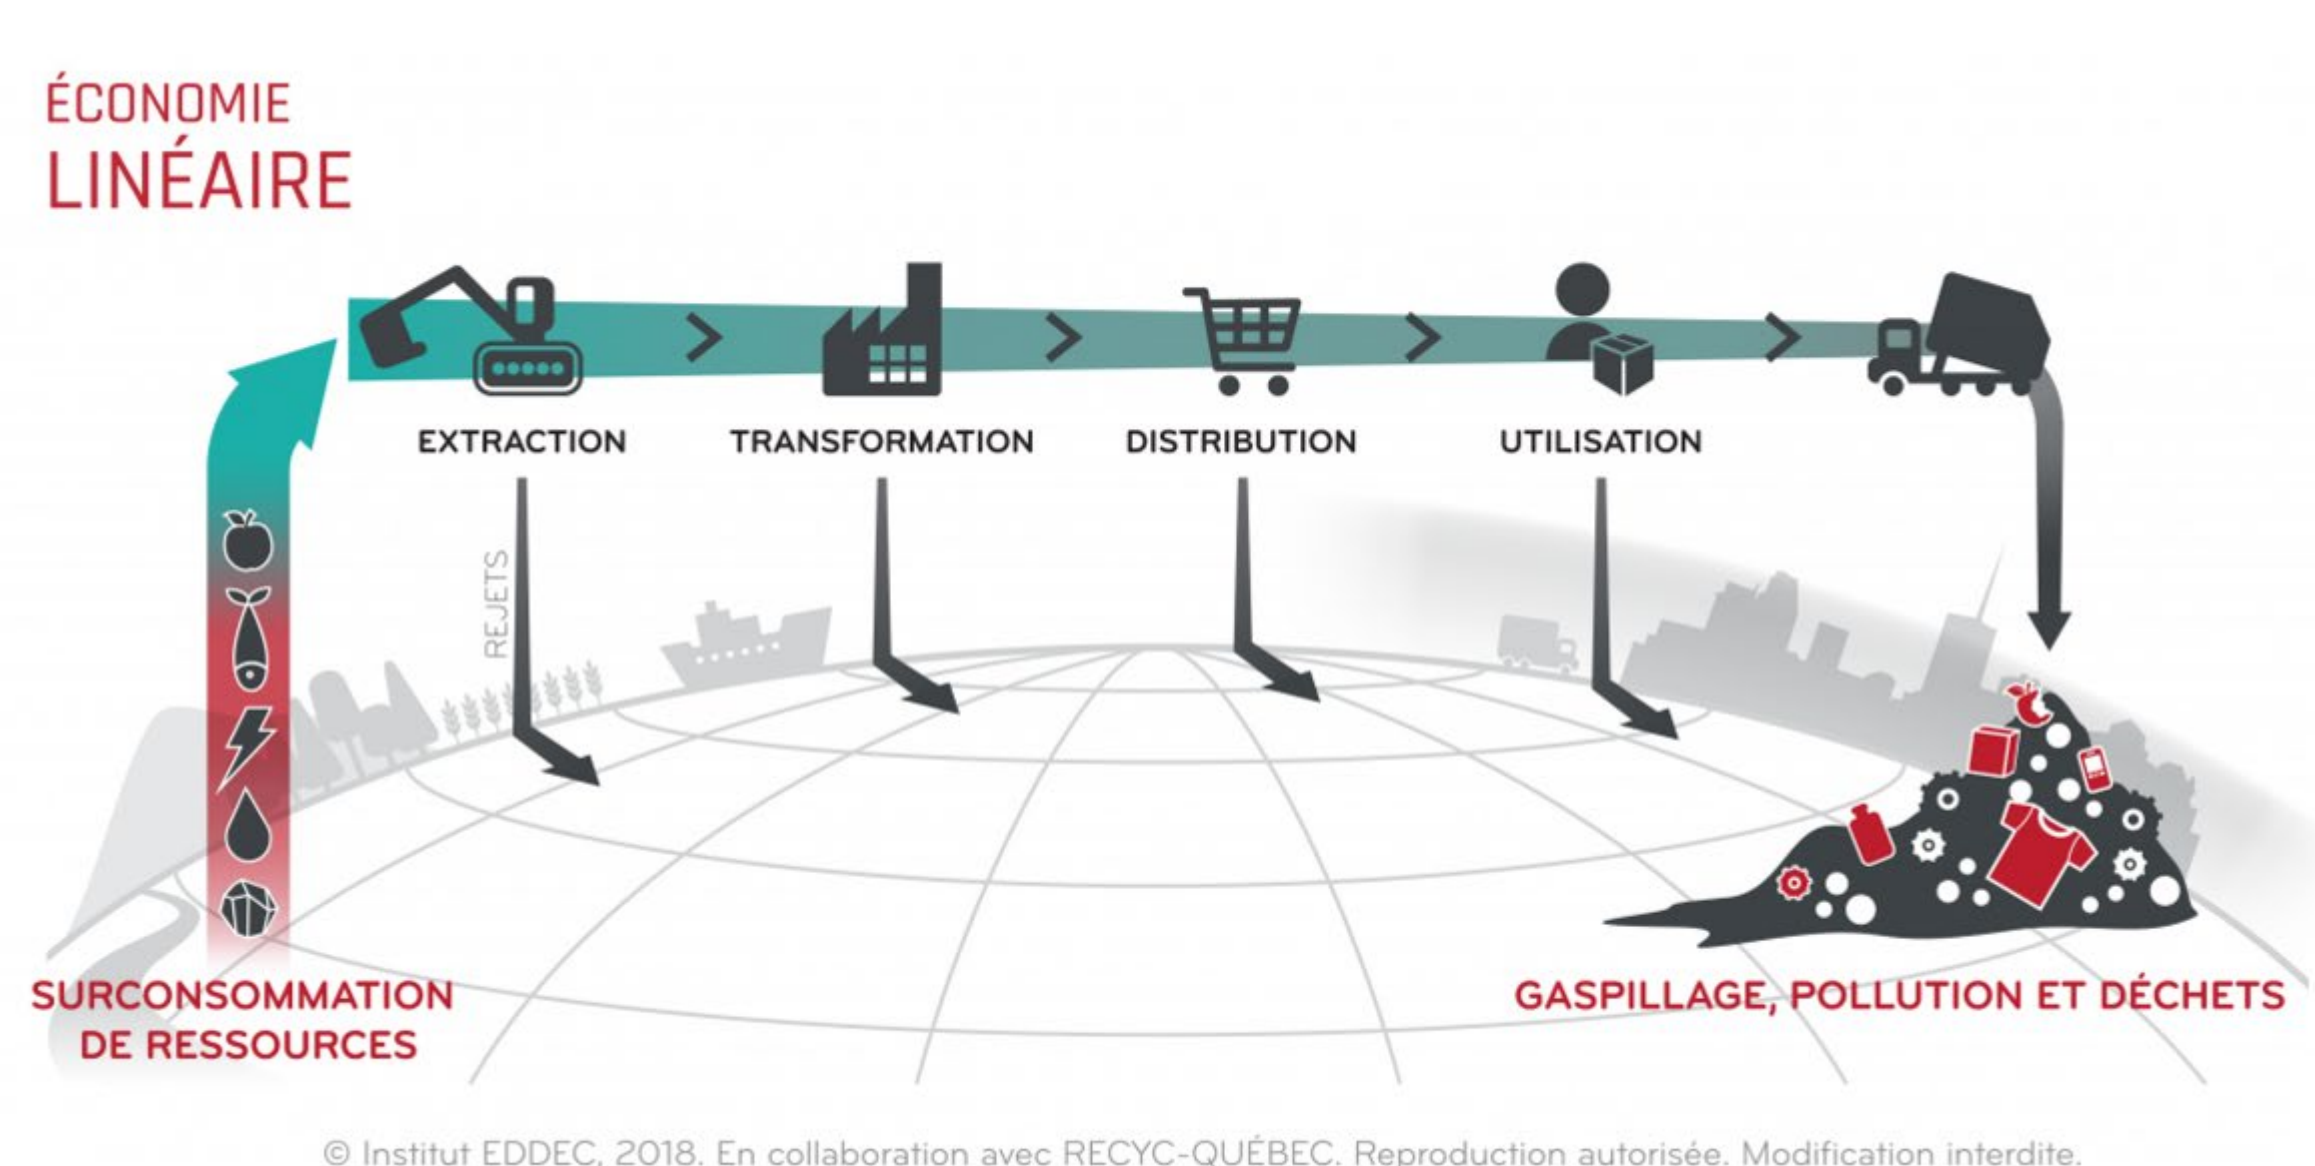 ÉCONOMIE
LINÉAIRE
EXTRACTION
TRANSFORMATION
DISTRIBUTION
UTILISATION
REJETS
SURCONSOMMATION
DE RESSOURCES
GASPILLAGE, POLLUTION ET DÉCHETS
© Institut EDDEC, 2018. En collaboration avec RECYC-QUÉBEC. Reproduction autorisée. Modification interdite.